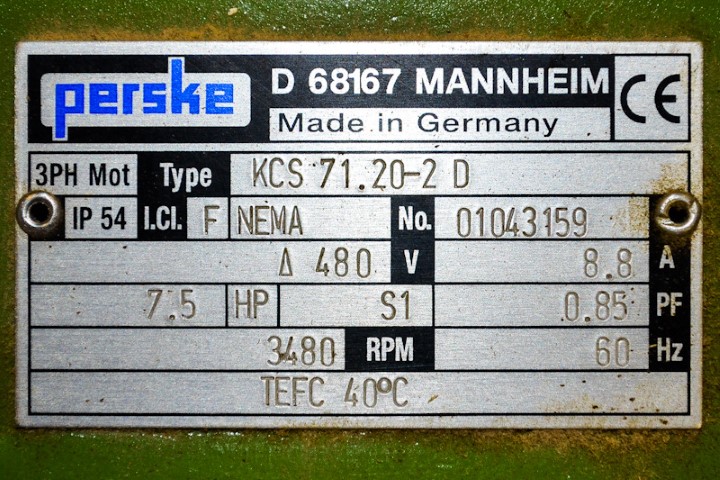 perske D 68167 MANNHEIM CE
Made in Germany
3PH Mot Type KCS 71.20-2 D
IP 54 I.Cl. F NEMA No. 01043159
Δ 480 V 8.8 A
7.5 HP S1 0.85 PF
3480 RPM 60 Hz
TEFC 40°C